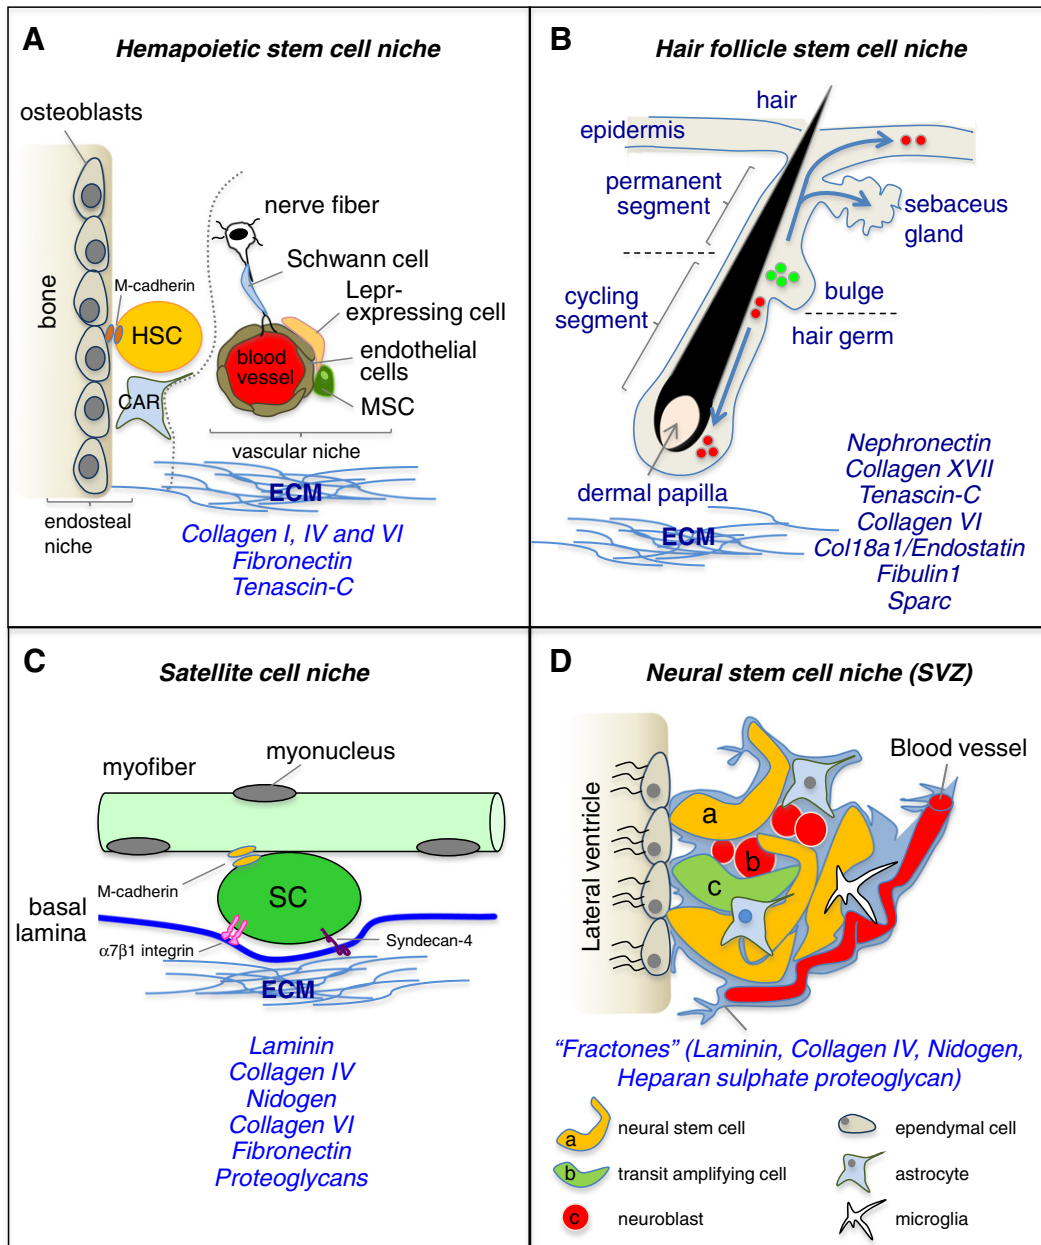 A
Hemapoietic stem cell niche
osteoblasts
nerve fiber
Schwann cell
M-cadherin
Lepr-
expressing cell
bone
HSC
blood
vessel
endothelial
cells
CAR
MSC
vascular niche
ECM
endosteal
niche
Collagen I, IV and VI
Fibronectin
Tenascin-C
B
Hair follicle stem cell niche
hair
epidermis
permanent
segment
sebaceus
gland
cycling
segment
bulge
hair germ
dermal papilla
ECM
Nephronectin
Collagen XVII
Tenascin-C
Collagen VI
Col18a1/Endostatin
Fibulin1
Sparc
C
Satellite cell niche
myonucleus
myofiber
M-cadherin
SC
basal
lamina
α7β1 integrin
Syndecan-4
ECM
Laminin
Collagen IV
Nidogen
Collagen VI
Fibronectin
Proteoglycans
D
Neural stem cell niche (SVZ)
Blood vessel
Lateral ventricle
a
b
c
“Fractones” (Laminin, Collagen IV, Nidogen,
Heparan sulphate proteoglycan)
a neural stem cell
ependymal cell
b transit amplifying cell
astrocyte
c neuroblast
microglia